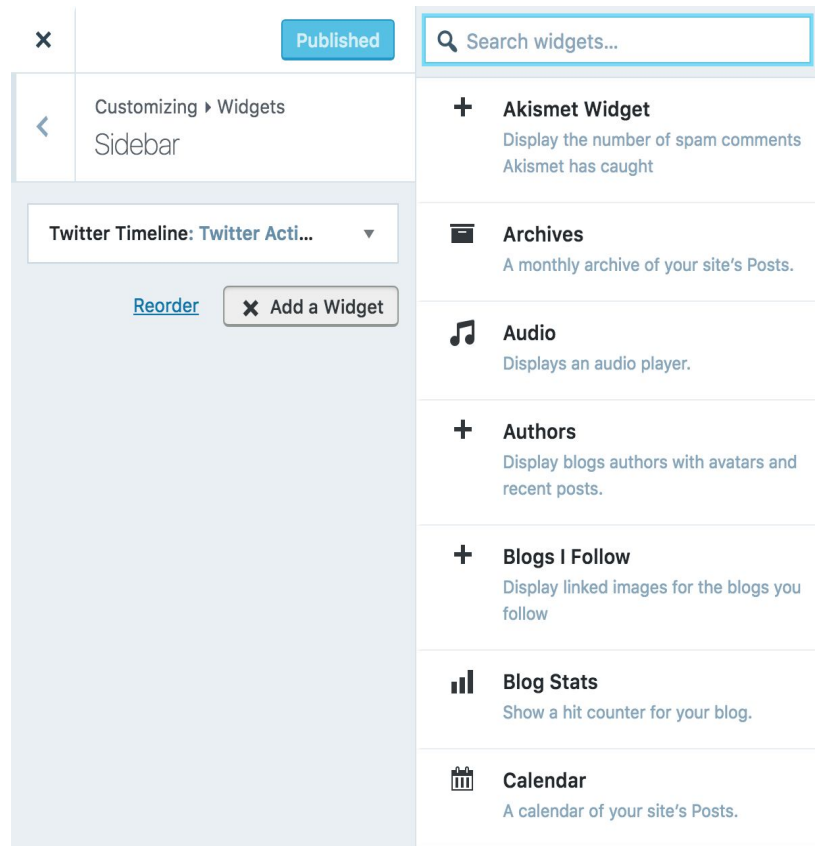 Published
Customizing ▸ Widgets
Sidebar
Twitter Timeline: Twitter Acti...
Reorder
Add a Widget
Search widgets...
Akismet Widget
Display the number of spam comments
Akismet has caught
Archives
A monthly archive of your site's Posts.
Audio
Displays an audio player.
Authors
Display blogs authors with avatars and
recent posts.
Blogs I Follow
Display linked images for the blogs you
follow
Blog Stats
Show a hit counter for your blog.
Calendar
A calendar of your site's Posts.